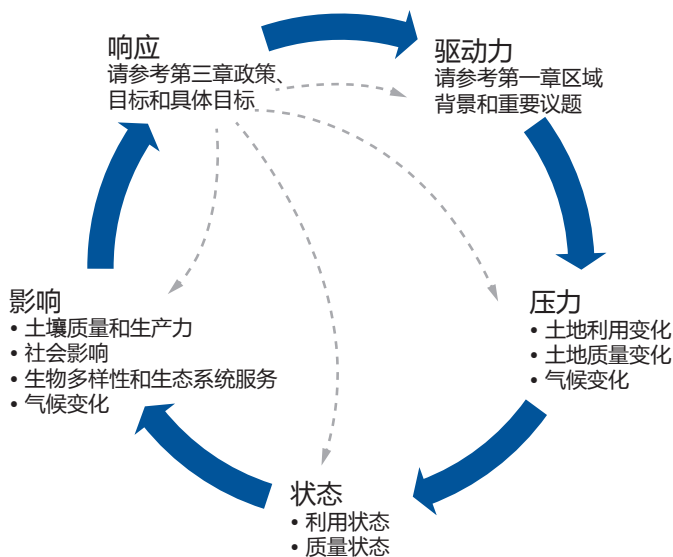 响应
请参考第三章政策、
目标和具体目标
驱动力
请参考第一章区域
背景和重要议题
压力
• 土地利用变化
• 土地质量变化
• 气候变化
状态
• 利用状态
• 质量状态
影响
• 土壤质量和生产力
• 社会影响
• 生物多样性和生态系统服务
• 气候变化